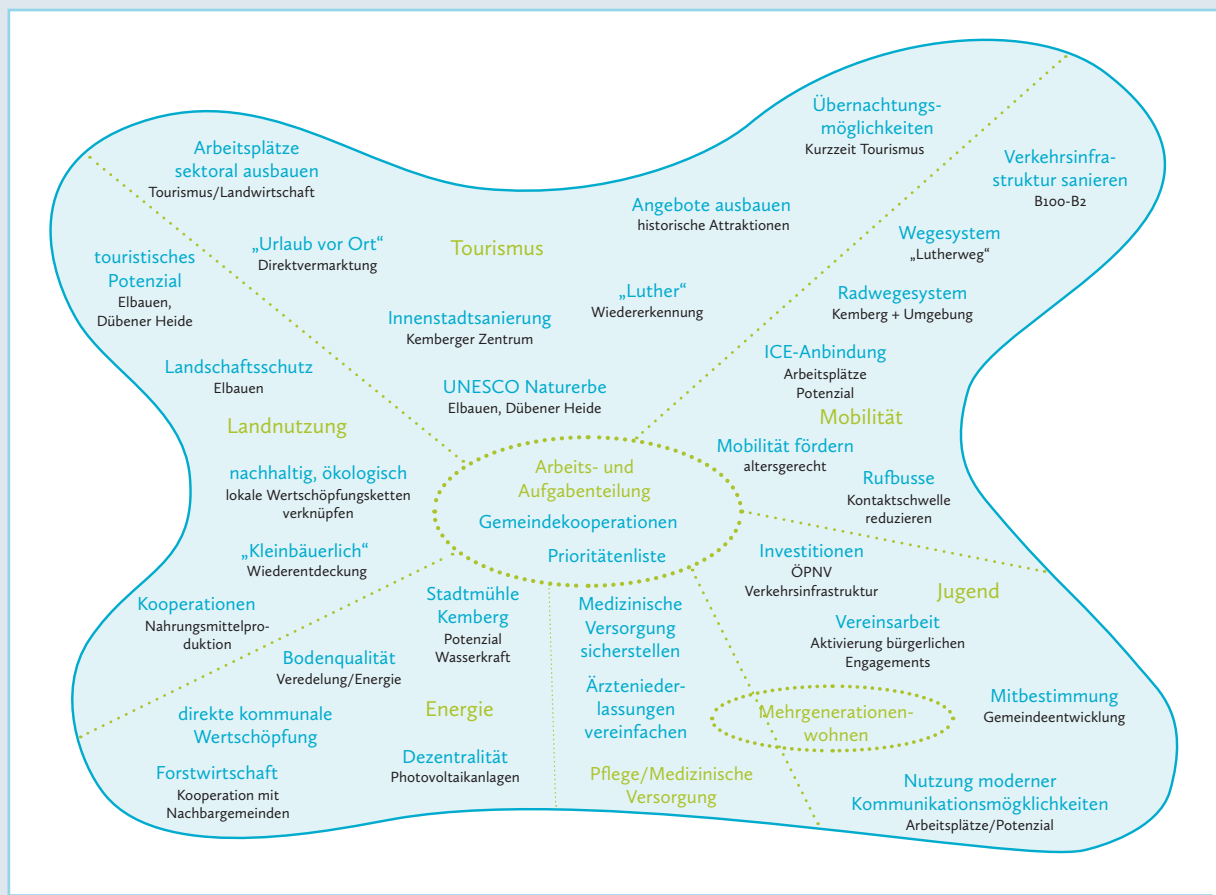 Arbeitsplätze
sektoral ausbauen
Tourismus/Landwirtschaft
Übernachtungs-
möglichkeiten
Kurzzeit Tourismus
Verkehrsinfra-
struktur sanieren
B100-B2
Angebote ausbauen
historische Attraktionen
„Urlaub vor Ort“
Direktvermarktung
Tourismus
Wegesystem
„Lutherweg“
touristisches
Potenzial
Elbauen,
Dübener Heide
„Luther“
Wiedererkennung
Radwegesystem
Kemberg + Umgebung
Innenstadtsanierung
Kemberger Zentrum
ICE-Anbindung
Arbeitsplätze
Potenzial
Landschaftsschutz
Elbauen
UNESCO Naturerbe
Elbauen, Dübener Heide
Landnutzung
Mobilität
Mobilität fördern
altersgerecht
Arbeits- und
Aufgabenteilung
Gemeindekooperationen
Prioritätenliste
nachhaltig, ökologisch
lokale Wertschöpfungsketten
verknüpfen
Rufbusse
Kontaktschwelle
reduzieren
„Kleinbäuerlich“
Wiederentdeckung
Investitionen
ÖPNV
Verkehrsinfrastruktur
Jugend
Kooperationen
Nahrungsmittelpro-
duktion
Stadtmühle
Kemberg
Potenzial
Wasserkraft
Medizinische
Versorgung
sicherstellen
Vereinsarbeit
Aktivierung bürgerlichen
Engagements
Bodenqualität
Veredelung/Energie
Ärztenieder-
lassungen
vereinfachen
Mitbestimmung
Gemeindeentwicklung
direkte kommunale
Wertschöpfung
Energie
Mehrgenerationen-
wohnen
Forstwirtschaft
Kooperation mit
Nachbargemeinden
Dezentralität
Photovoltaikanlagen
Pflege/Medizinische
Versorgung
Nutzung moderner
Kommunikationsmöglichkeiten
Arbeitsplätze/Potenzial